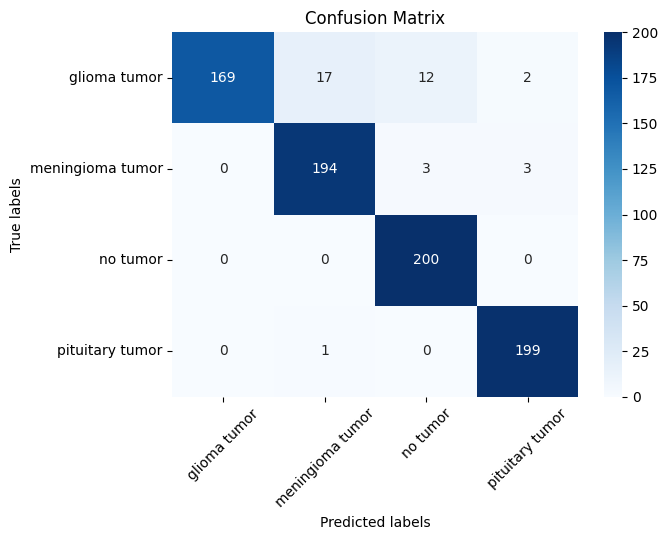 Confusion Matrix
glioma tumor 169 17 12 2
meningioma tumor 0 194 3 3
no tumor 0 0 200 0
pituitary tumor 0 1 0 199
True labels
glioma tumor
meningioma tumor
no tumor
pituitary tumor
Predicted labels
200
175
150
125
100
75
50
25
0